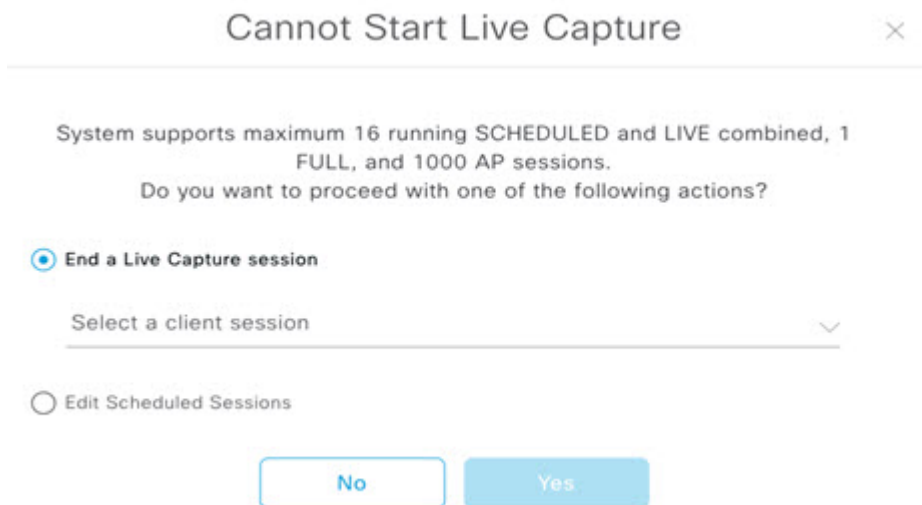 Cannot Start Live Capture
System supports maximum 16 running SCHEDULED and LIVE combined, 1
FULL, and 1000 AP sessions.
Do you want to proceed with one of the following actions?
End a Live Capture session
Select a client session
Edit Scheduled Sessions
No
Yes